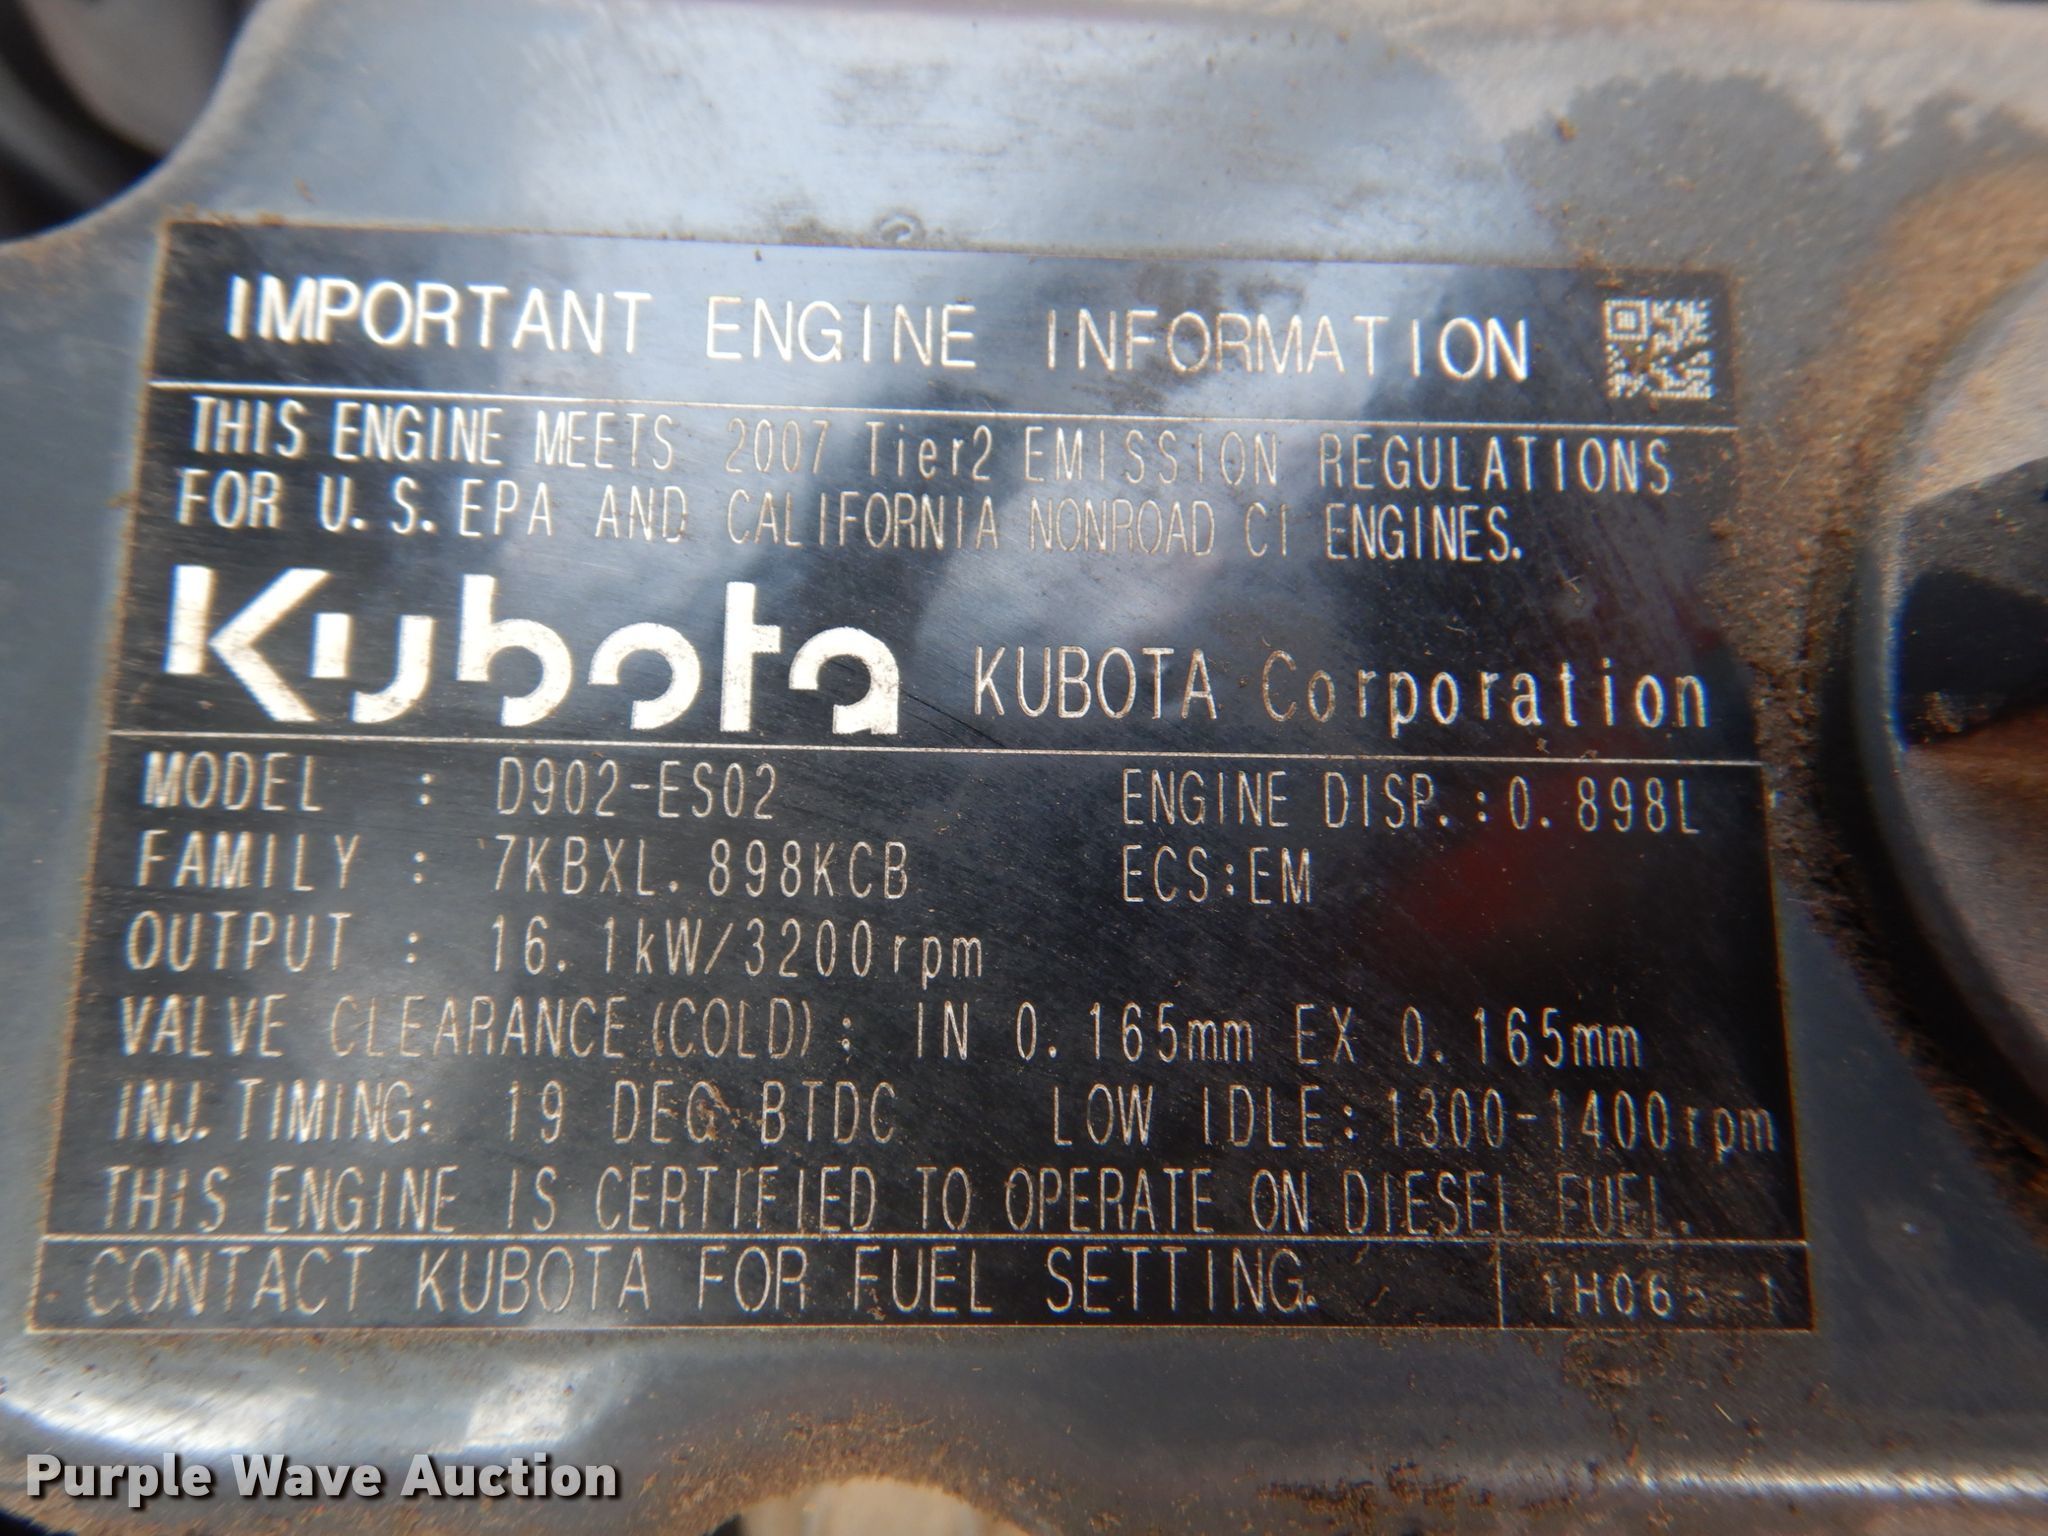 IMPORTANT ENGINE INFORMATION
THIS ENGINE MEETS 2007 Tier2 EMISSION REGULATIONS
FOR U.S.EPA AND CALIFORNIA NONROAD CI ENGINES.
Kubota KUBOTA Corporation
MODEL : D902-ES02 ENGINE DISP.:0.898L
FAMILY : 7KBXL.898KCB ECS:EM
OUTPUT : 16.1kW/3200rpm
VALVE CLEARANCE(COLD): IN 0.165mm EX 0.165mm
INJ.TIMING: 19 DEG BTDC LOW IDLE:1300-1400rpm
THIS ENGINE IS CERTIFIED TO OPERATE ON DIESEL FUEL.
CONTACT KUBOTA FOR FUEL SETTING. 1H065-1
Purple Wave Auction